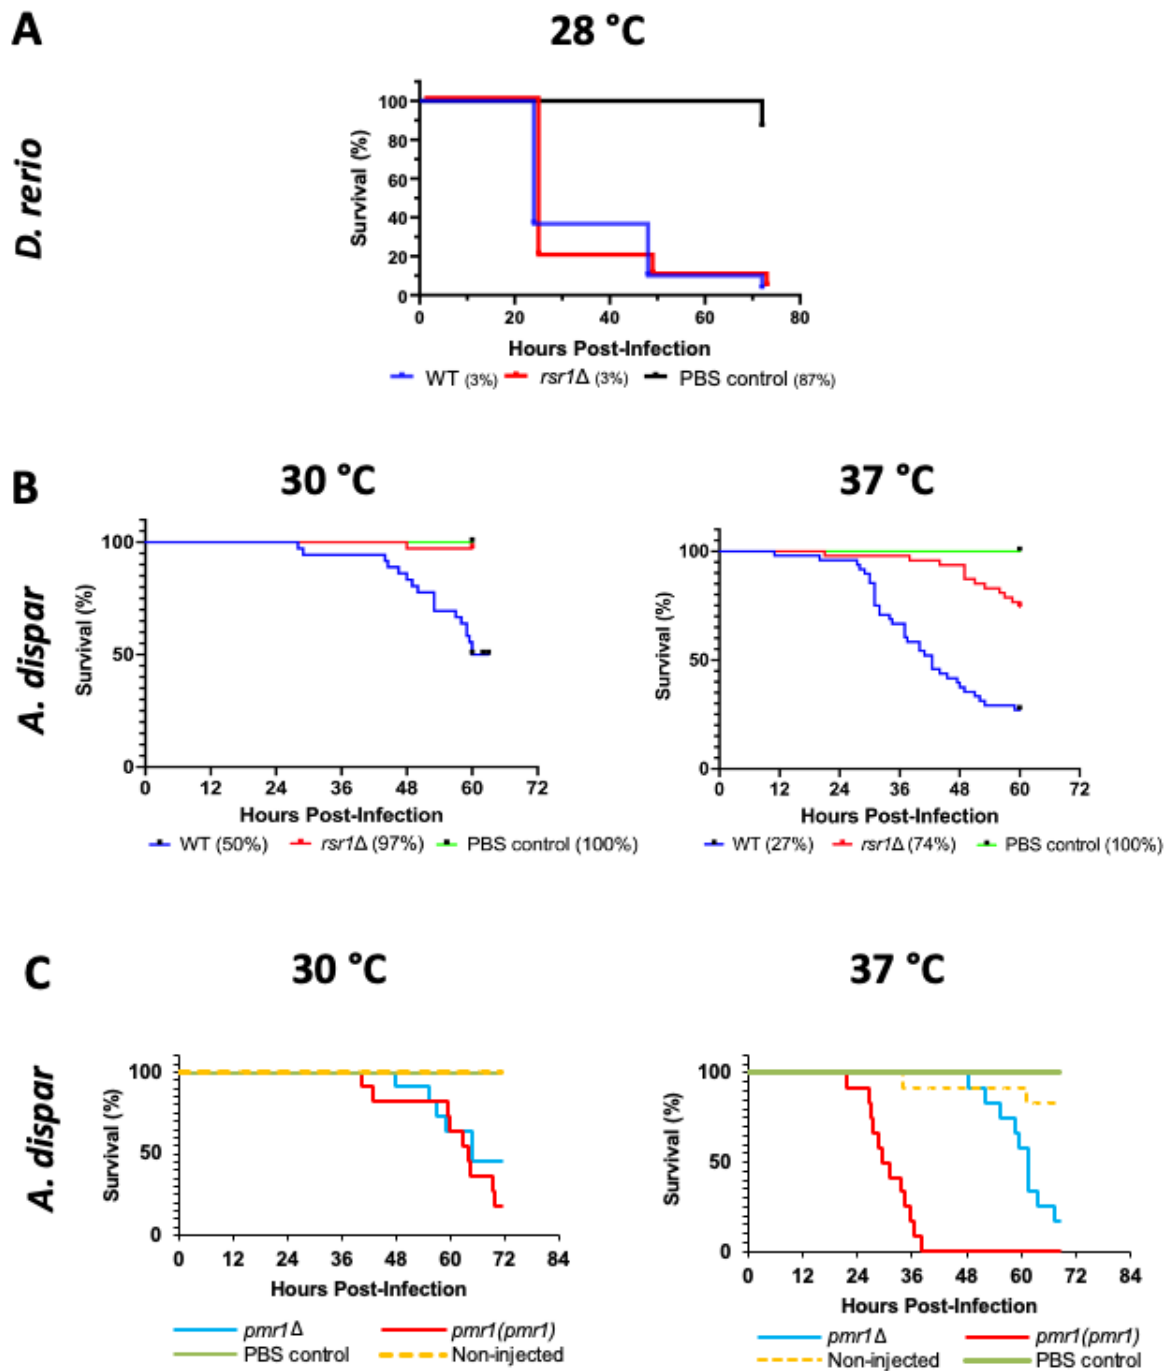 A
28 °C
D. rerio
Survival (%)
100
80
60
40
20
0
0 20 40 60 80
Hours Post-Infection
WT (3%) rsr1Δ (3%) PBS control (87%)
B
30 °C
37 °C
A. dispar
Survival (%)
100
50
0
0 12 24 36 48 60 72
Hours Post-Infection
WT (50%) rsr1Δ (97%) PBS control (100%)
Survival (%)
100
50
0
0 12 24 36 48 60 72
Hours Post-Infection
WT (27%) rsr1Δ (74%) PBS control (100%)
C
30 °C
37 °C
A. dispar
Survival (%)
100
50
0
0 12 24 36 48 60 72 84
Hours Post-Infection
pmr1Δ pmr1(pmr1)
PBS control Non-injected
Survival (%)
100
50
0
0 12 24 36 48 60 72 84
Hours Post-Infection
pmr1Δ pmr1(pmr1)
Non-injected PBS control